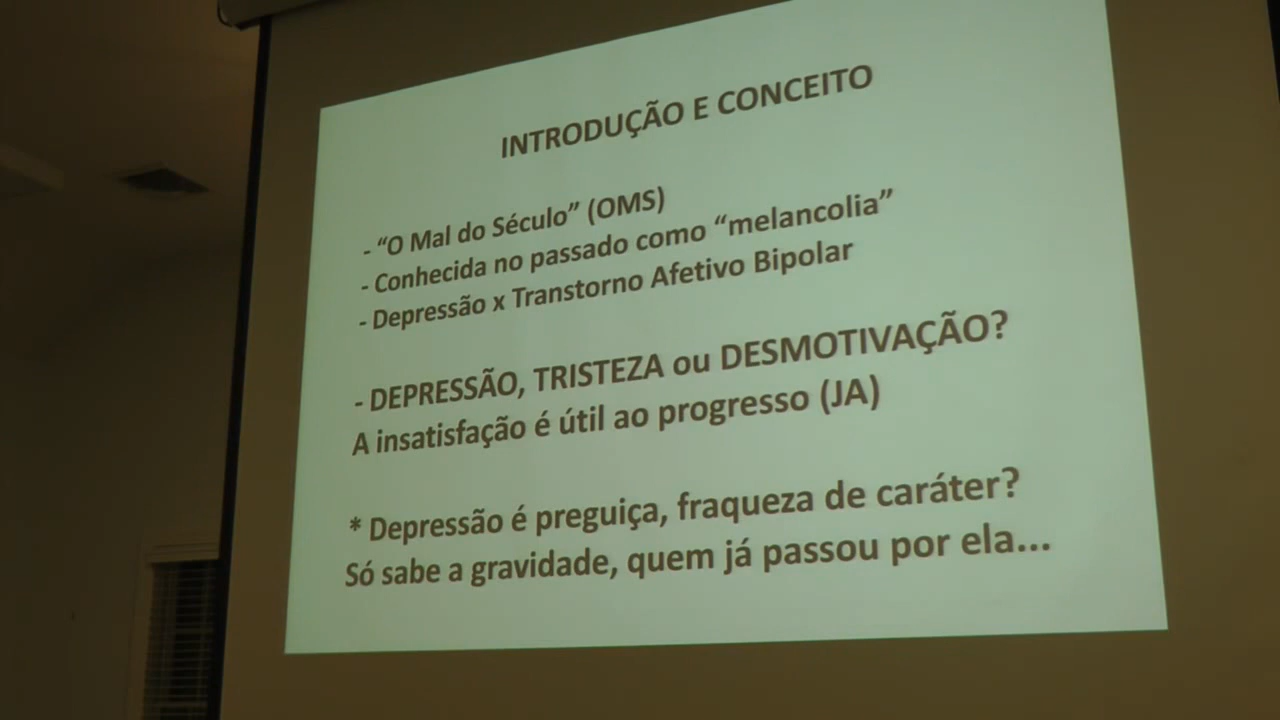 INTRODUÇÃO E CONCEITO
- “O Mal do Século” (OMS)
- Conhecida no passado como “melancolia”
- Depressão x Transtorno Afetivo Bipolar
- DEPRESSÃO, TRISTEZA ou DESMOTIVAÇÃO?
A insatisfação é útil ao progresso (JA)
* Depressão é preguiça, fraqueza de caráter?
Só sabe a gravidade, quem já passou por ela...